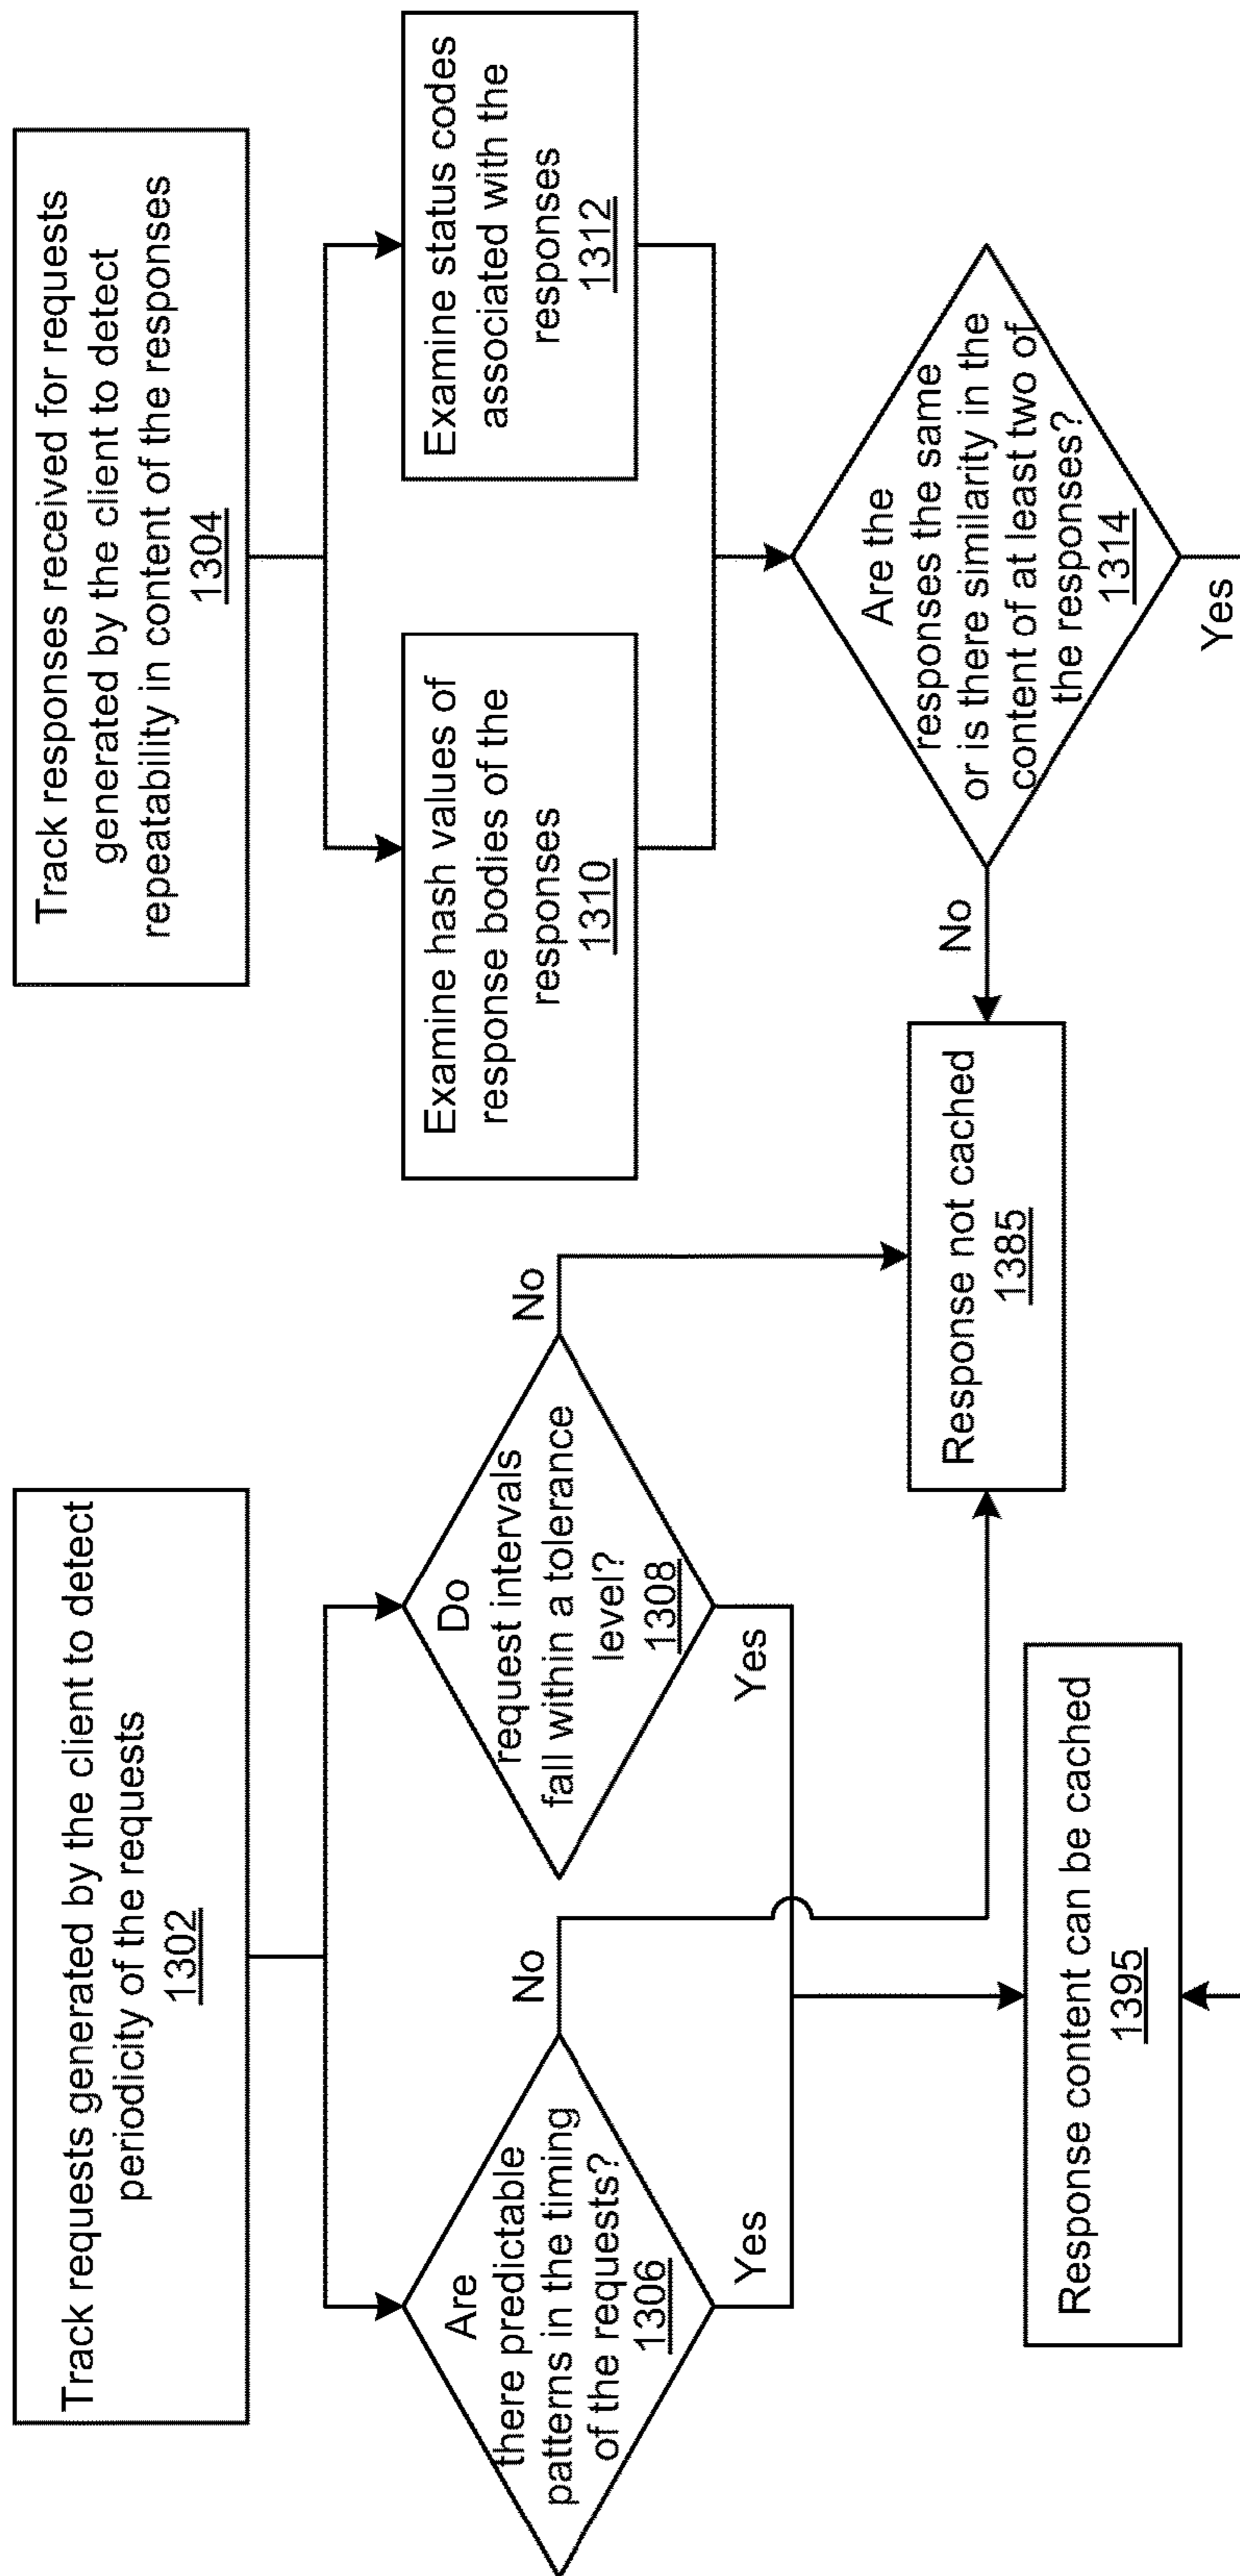 Track requests generated by the client to detect
periodicity of the requests
1302
Are
there predictable
patterns in the timing
of the requests?
1306
No
Yes
Do
request intervals
fall within a tolerance
level?
1308
No
Yes
Response content can be cached
1395
Response not cached
1385
Track responses received for requests
generated by the client to detect
repeatability in content of the responses
1304
Examine hash values of
response bodies of the
responses
1310
Examine status codes
associated with the
responses
1312
Are the
responses the same
or is there similarity in the
content of at least two of
the responses?
1314
No
Yes